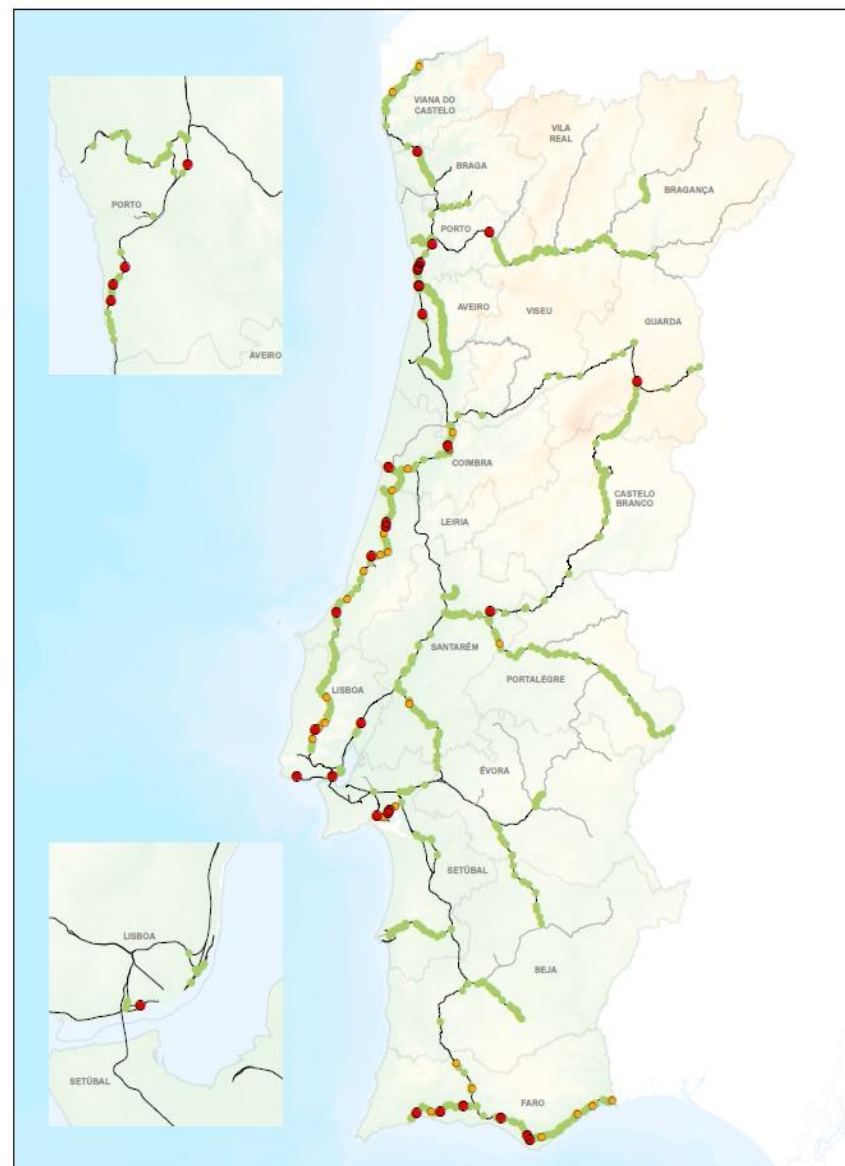 VIANA DO
CASTELO
VILA
REAL
BRAGA
BRAGANÇA
PORTO
PORTO
AVEIRO
VISEU
GUARDA
AVEIRO
COIMBRA
CASTELO
BRANCO
LEIRIA
SANTARÉM
PORTALEGRE
LISBOA
ÉVORA
SETÚBAL
LISBOA
BEJA
SETÚBAL
FARO